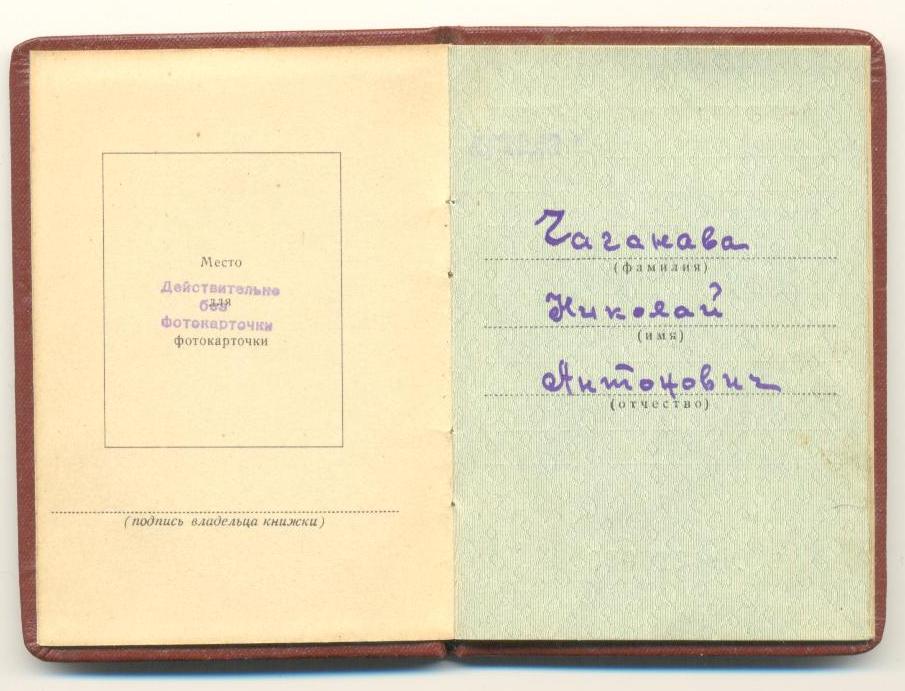 Место
Действительно
для
без
фотокарточки
фотокарточки
(подпись владельца книжки)
Чаганава
(фамилия)
Николай
(имя)
Антонович
(отчество)